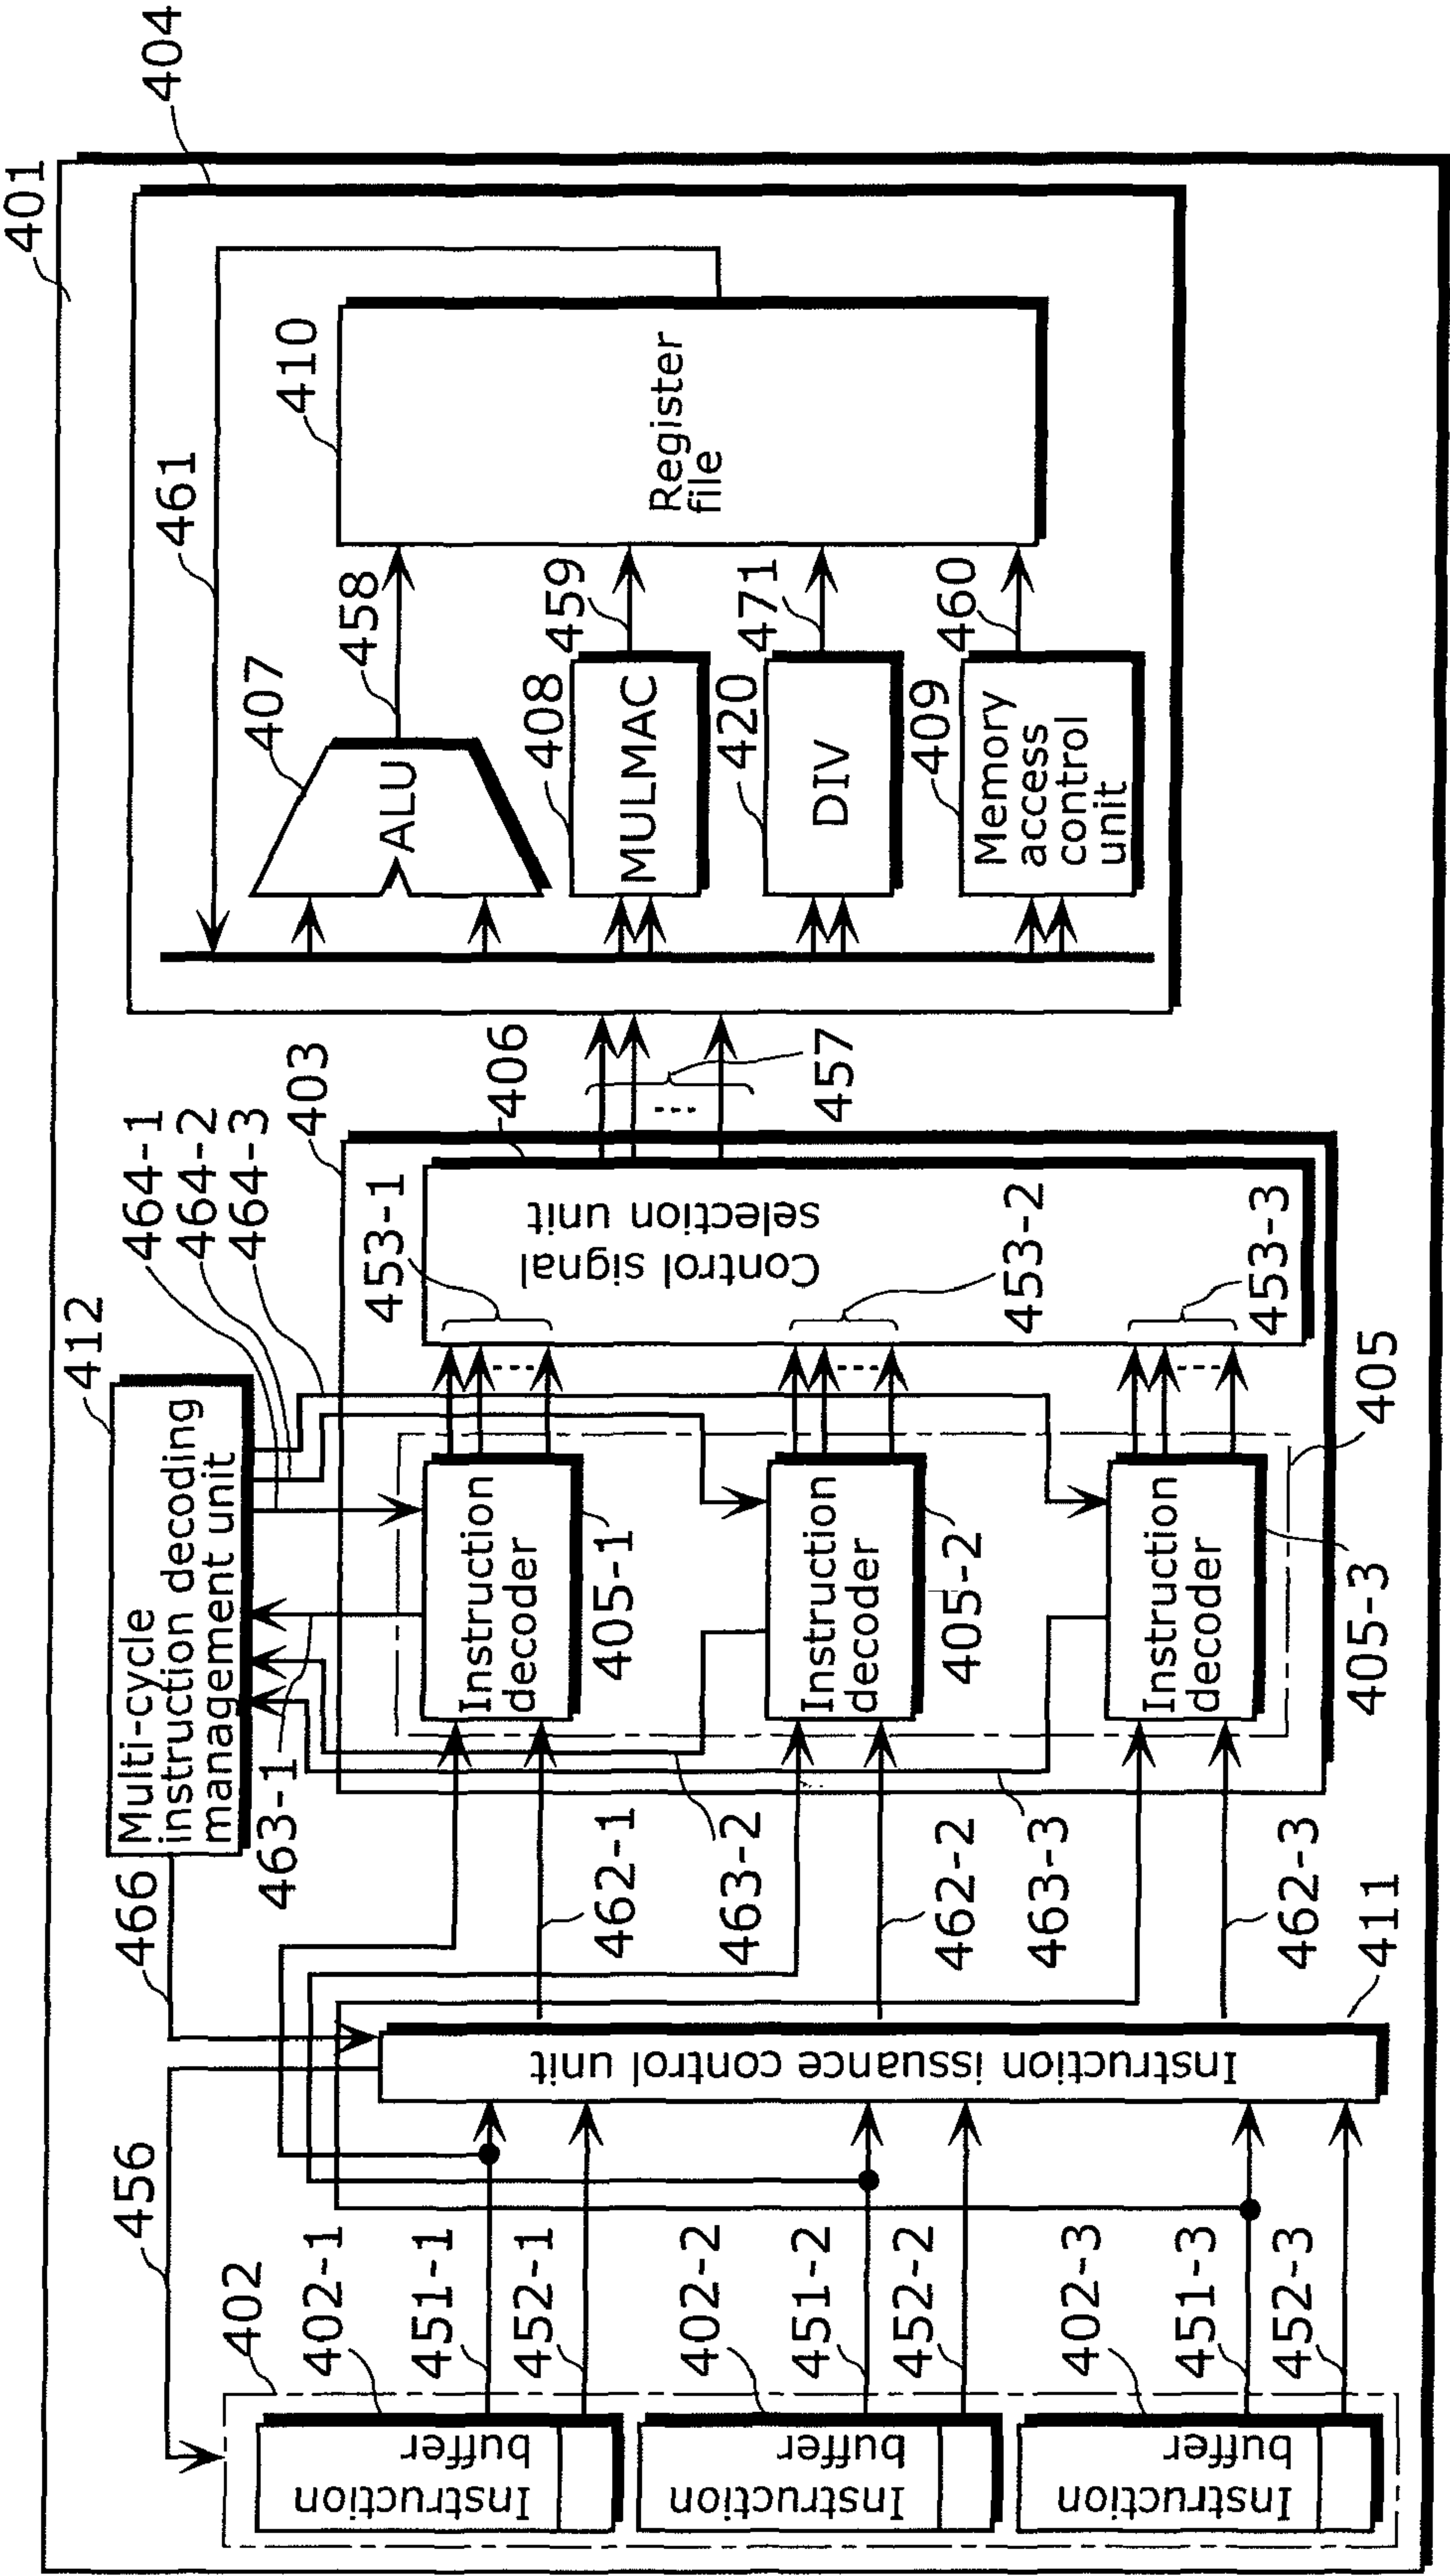 401
404
461
410
Register
file
407
ALU
458
408
MULMAC
459
420
DIV
471
409
Memory
access
control
unit
460
403
406
Control signal
selection unit
457
453-1
453-2
453-3
464-1
464-2
464-3
412
Multi-cycle
instruction decoding
management unit
466
463-1
463-2
463-3
405
Instruction
decoder
405-1
Instruction
decoder
405-2
Instruction
decoder
405-3
462-1
462-2
462-3
411
Instruction issuance control unit
456
402
402-1
451-1
452-1
Instruction
buffer
402-2
451-2
452-2
Instruction
buffer
402-3
451-3
452-3
Instruction
buffer